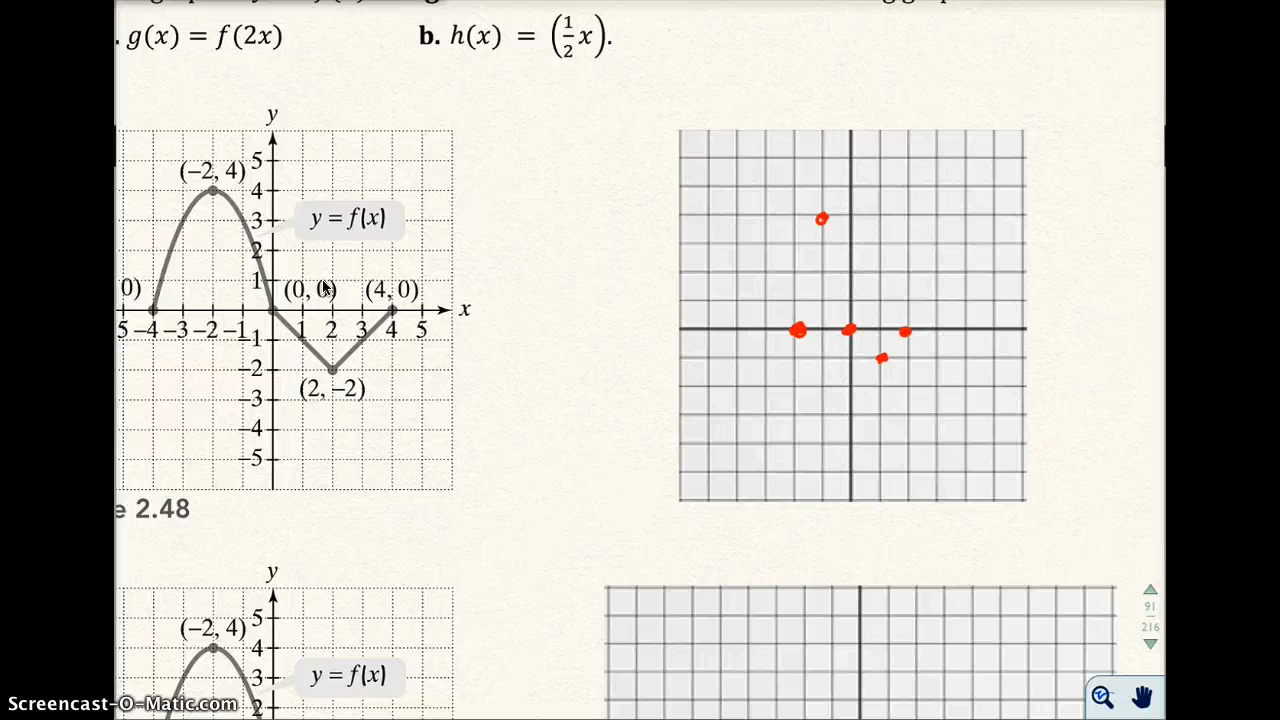 . g(x) = f(2x)
b. h(x) = (1/2 x).
y
(−2, 4)
5
4
y = f(x)
3
2
1
0)
(0, 0)
(4, 0)
x
5 −4 −3 −2 −1
1 2 4 5
−1
−2
(2, −2)
−3
−4
−5
e 2.48
y
(−2, 4)
5
4
y = f(x)
3
2
91
216
Screencast-O-Matic.com